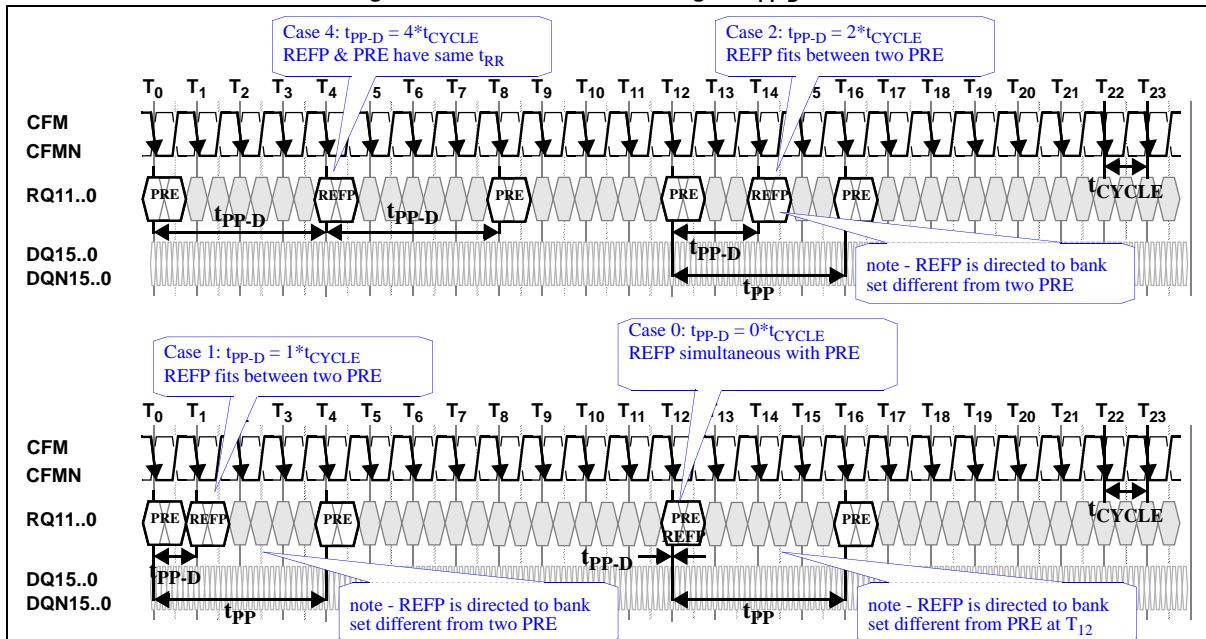 Case 4: tPP-D = 4*tCYCLE
REFP & PRE have same tRR
Case 2: tPP-D = 2*tCYCLE
REFP fits between two PRE
T0 T1 T2 T3 T4 5 T6 T7 T8 T9 T10 T11 T12 T13 T14 5 T16 T17 T18 T19 T20 T21 T22 T23
CFM
CFMN
RQ11..0
PRE REFP PRE PRE REFP PRE
tCYCLE
tPP-D tPP-D tPP-D
tPP
DQ15..0
DQN15..0
note - REFP is directed to bank
set different from two PRE
Case 1: tPP-D = 1*tCYCLE
REFP fits between two PRE
Case 0: tPP-D = 0*tCYCLE
REFP simultaneous with PRE
T0 T1 T3 T4 T5 T6 T7 T8 T9 T10 T11 T12 13 T14 T15 T16 T17 T18 T19 T20 T21 T22 T23
CFM
CFMN
RQ11..0
PRE REFP PRE PRE REFP PRE
tCYCLE
tPP-D tPP-D
tPP tPP
DQ15..0
DQN15..0
note - REFP is directed to bank
set different from two PRE
note - REFP is directed to bank
set different from PRE at T12